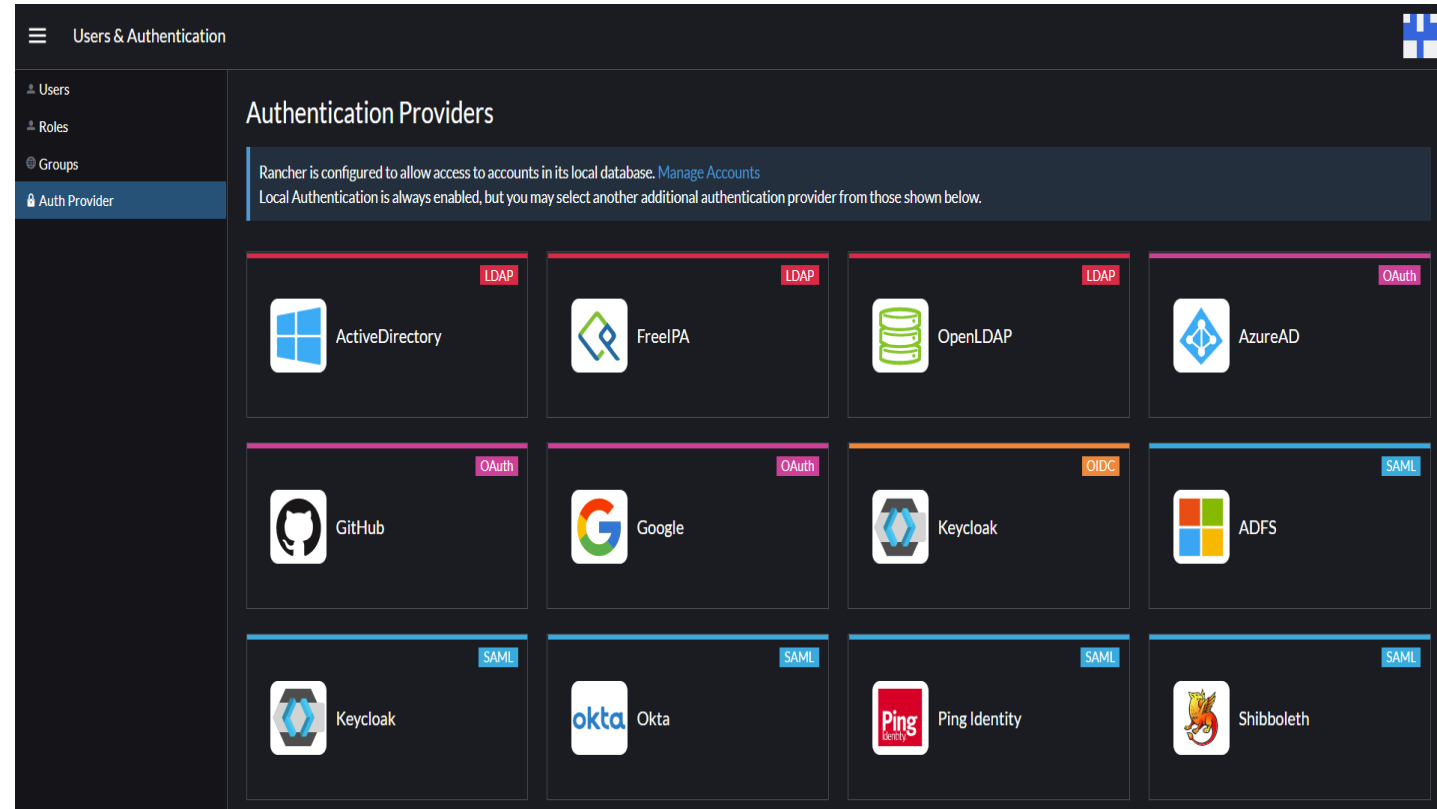 Users & Authentication
Users
Roles
Groups
Auth Provider
Authentication Providers
Rancher is configured to allow access to accounts in its local database. Manage Accounts
Local Authentication is always enabled, but you may select another additional authentication provider from those shown below.
LDAP
ActiveDirectory
LDAP
FreeIPA
LDAP
OpenLDAP
OAuth
AzureAD
OAuth
GitHub
OAuth
Google
OIDC
Keycloak
SAML
ADFS
SAML
Keycloak
SAML
okta
Okta
SAML
Ping
Identity
Ping Identity
SAML
Shibboleth